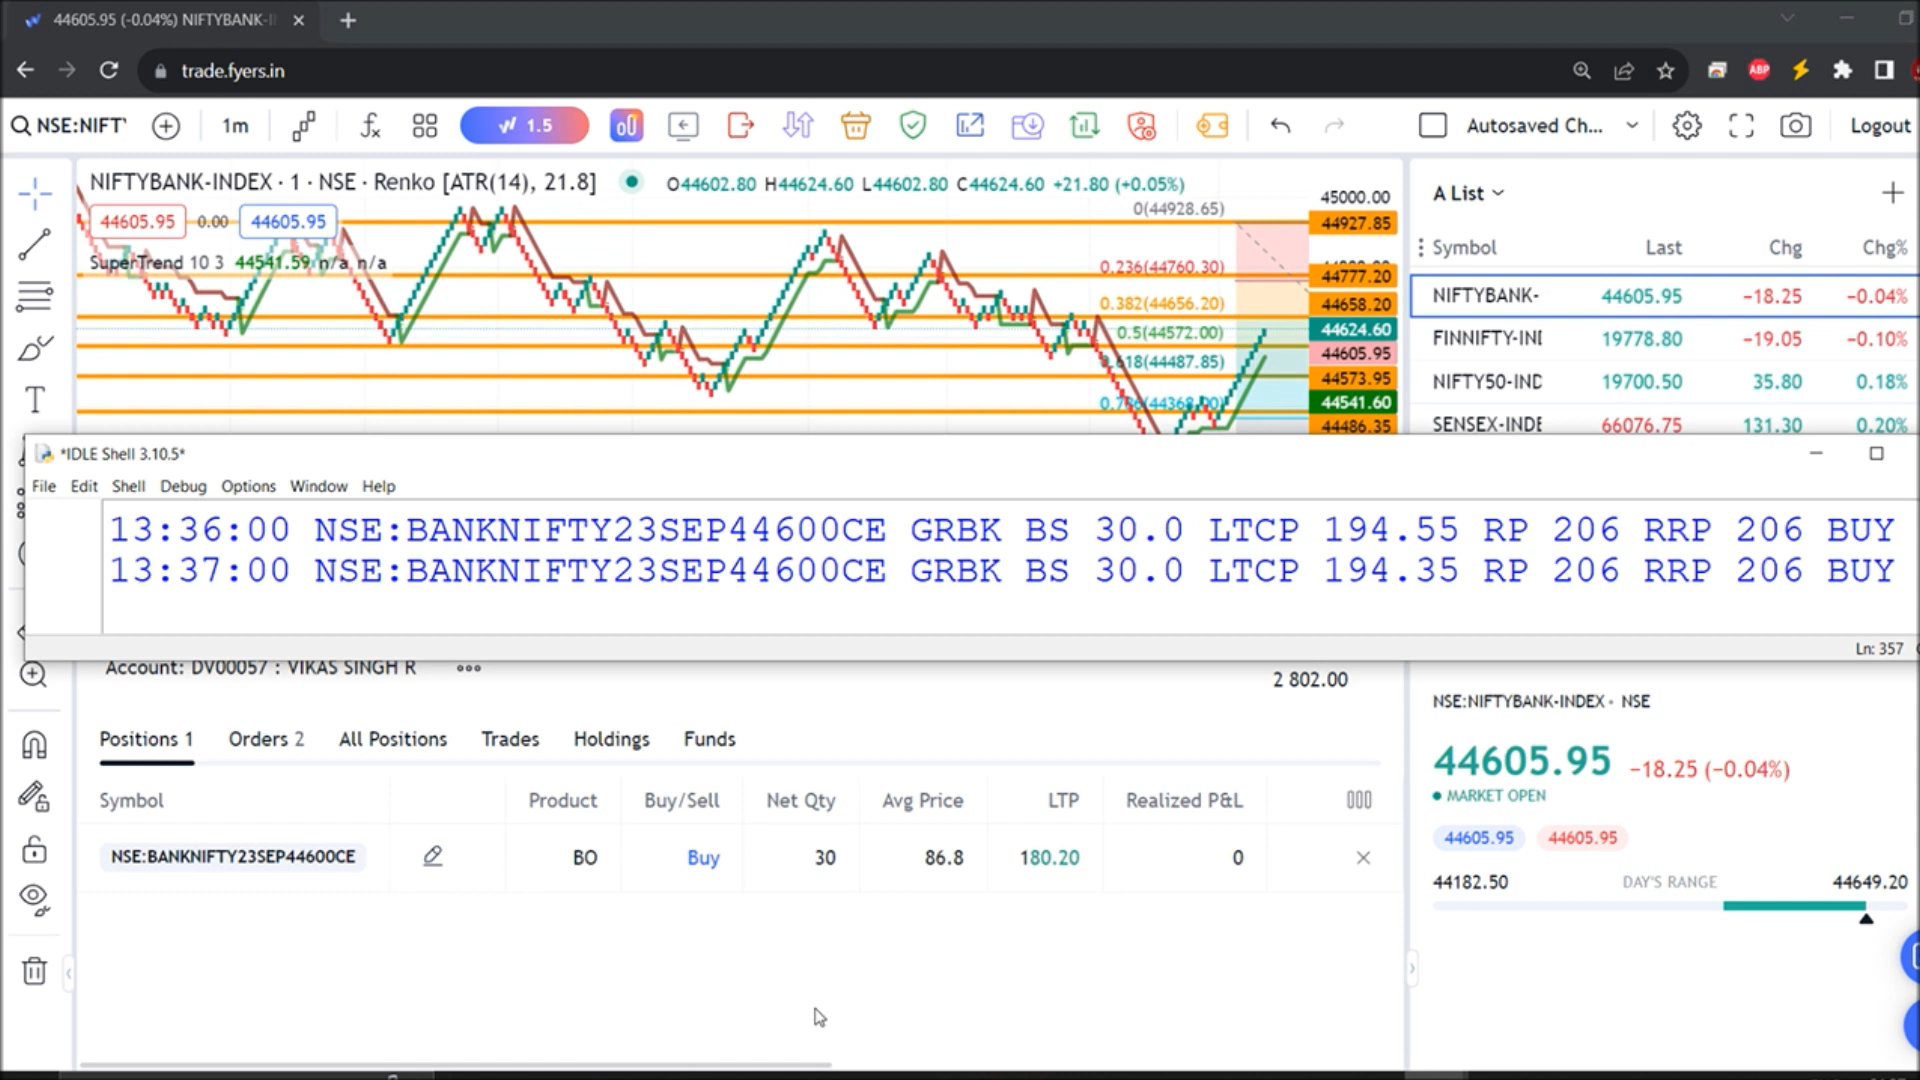 44605.95 (-0.04%) NIFTYBANK-I
trade.fyers.in
ABP
NSE:NIFT'
1m
1.5
Autosaved Ch...
Logout
NIFTYBANK-INDEX · 1 · NSE · Renko [ATR(14), 21.8]
O44602.80 H44624.60 L44602.80 C44624.60 +21.80 (+0.05%)
44605.95 0.00 44605.95
SuperTrend 10 3 44541.59 n/a n/a
0(44928.65)
0.236(44760.30)
0.382(44656.20)
0.5(44572.00)
0.618(44487.85)
45000.00
44927.85
44777.20
44658.20
44624.60
44605.95
44573.95
44541.60
44486.35
A List
Symbol Last Chg Chg%
NIFTYBANK- 44605.95 −18.25 −0.04%
FINNIFTY-INI 19778.80 −19.05 −0.10%
NIFTY50-IND 19700.50 35.80 0.18%
SENSEX-INDE 66076.75 131.30 0.20%
*IDLE Shell 3.10.5*
File Edit Shell Debug Options Window Help
13:36:00 NSE:BANKNIFTY23SEP44600CE GRBK BS 30.0 LTCP 194.55 RP 206 RRP 206 BUY
13:37:00 NSE:BANKNIFTY23SEP44600CE GRBK BS 30.0 LTCP 194.35 RP 206 RRP 206 BUY
Ln: 357
Account: DV00057 : VIKAS SINGH R
2 802.00
Positions 1 Orders 2 All Positions Trades Holdings Funds
Symbol Product Buy/Sell Net Qty Avg Price LTP Realized P&L
NSE:BANKNIFTY23SEP44600CE BO Buy 30 86.8 180.20 0
NSE:NIFTYBANK-INDEX • NSE
44605.95 −18.25 (−0.04%)
MARKET OPEN
44605.95 44605.95
44182.50 DAY'S RANGE 44649.20